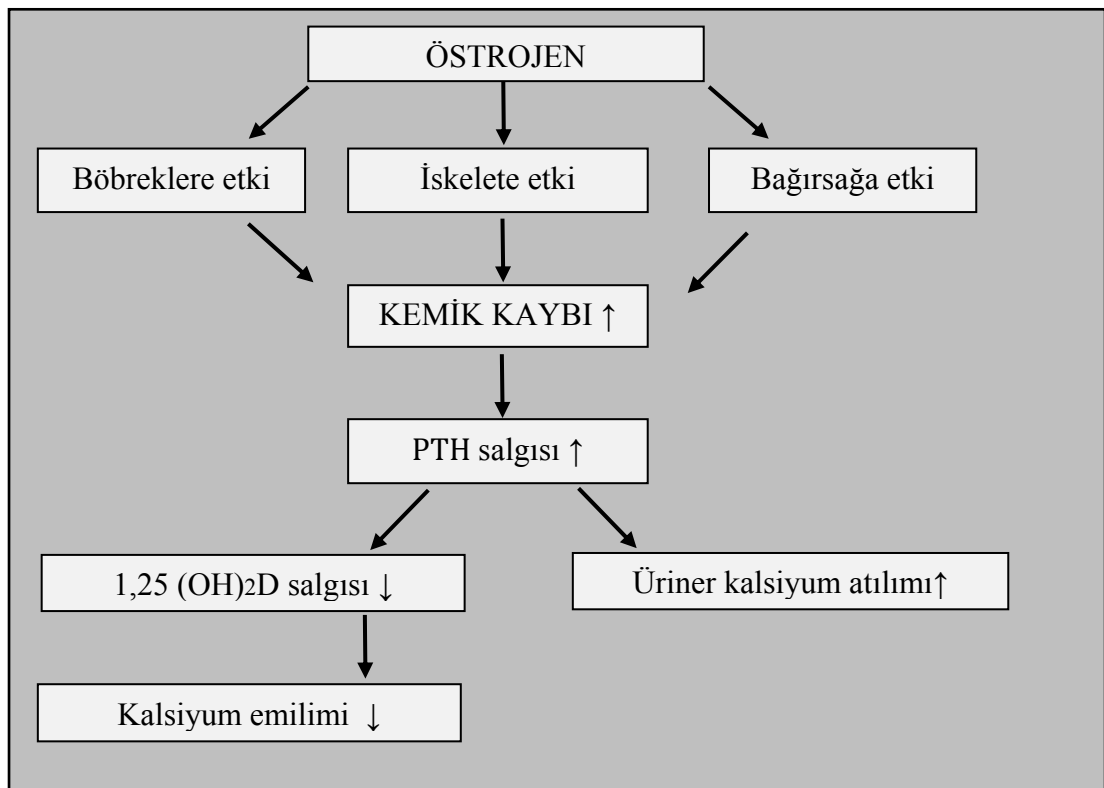 ÖSTROJEN
Böbreklere etki
İskelete etki
Bağırsağa etki
KEMİK KAYBI ↑
PTH salgısı ↑
1,25 (OH)2D salgısı ↓
Üriner kalsiyum atılımı↑
Kalsiyum emilimi ↓